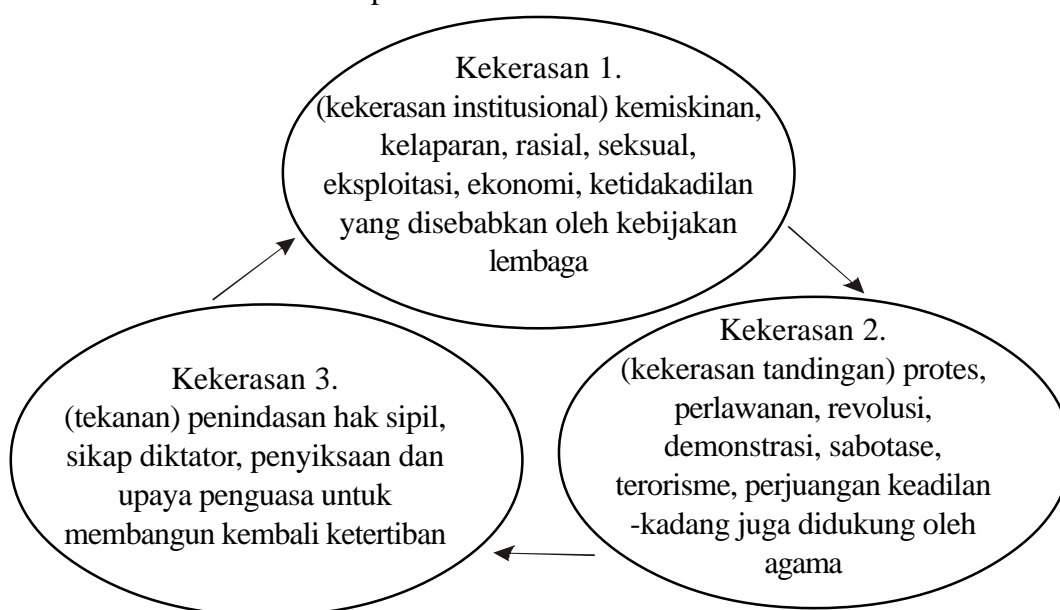 Kekerasan 1.
(kekerasan institusional) kemiskinan,
kelaparan, rasial, seksual,
eksploitasi, ekonomi, ketidakadilan
yang disebabkan oleh kebijakan
lembaga
Kekerasan 2.
(kekerasan tandingan) protes,
perlawanan, revolusi,
demonstrasi, sabotase,
terorisme, perjuangan keadilan
-kadang juga didukung oleh
agama
Kekerasan 3.
(tekanan) penindasan hak sipil,
sikap diktator, penyiksaan dan
upaya penguasa untuk
membangun kembali ketertiban